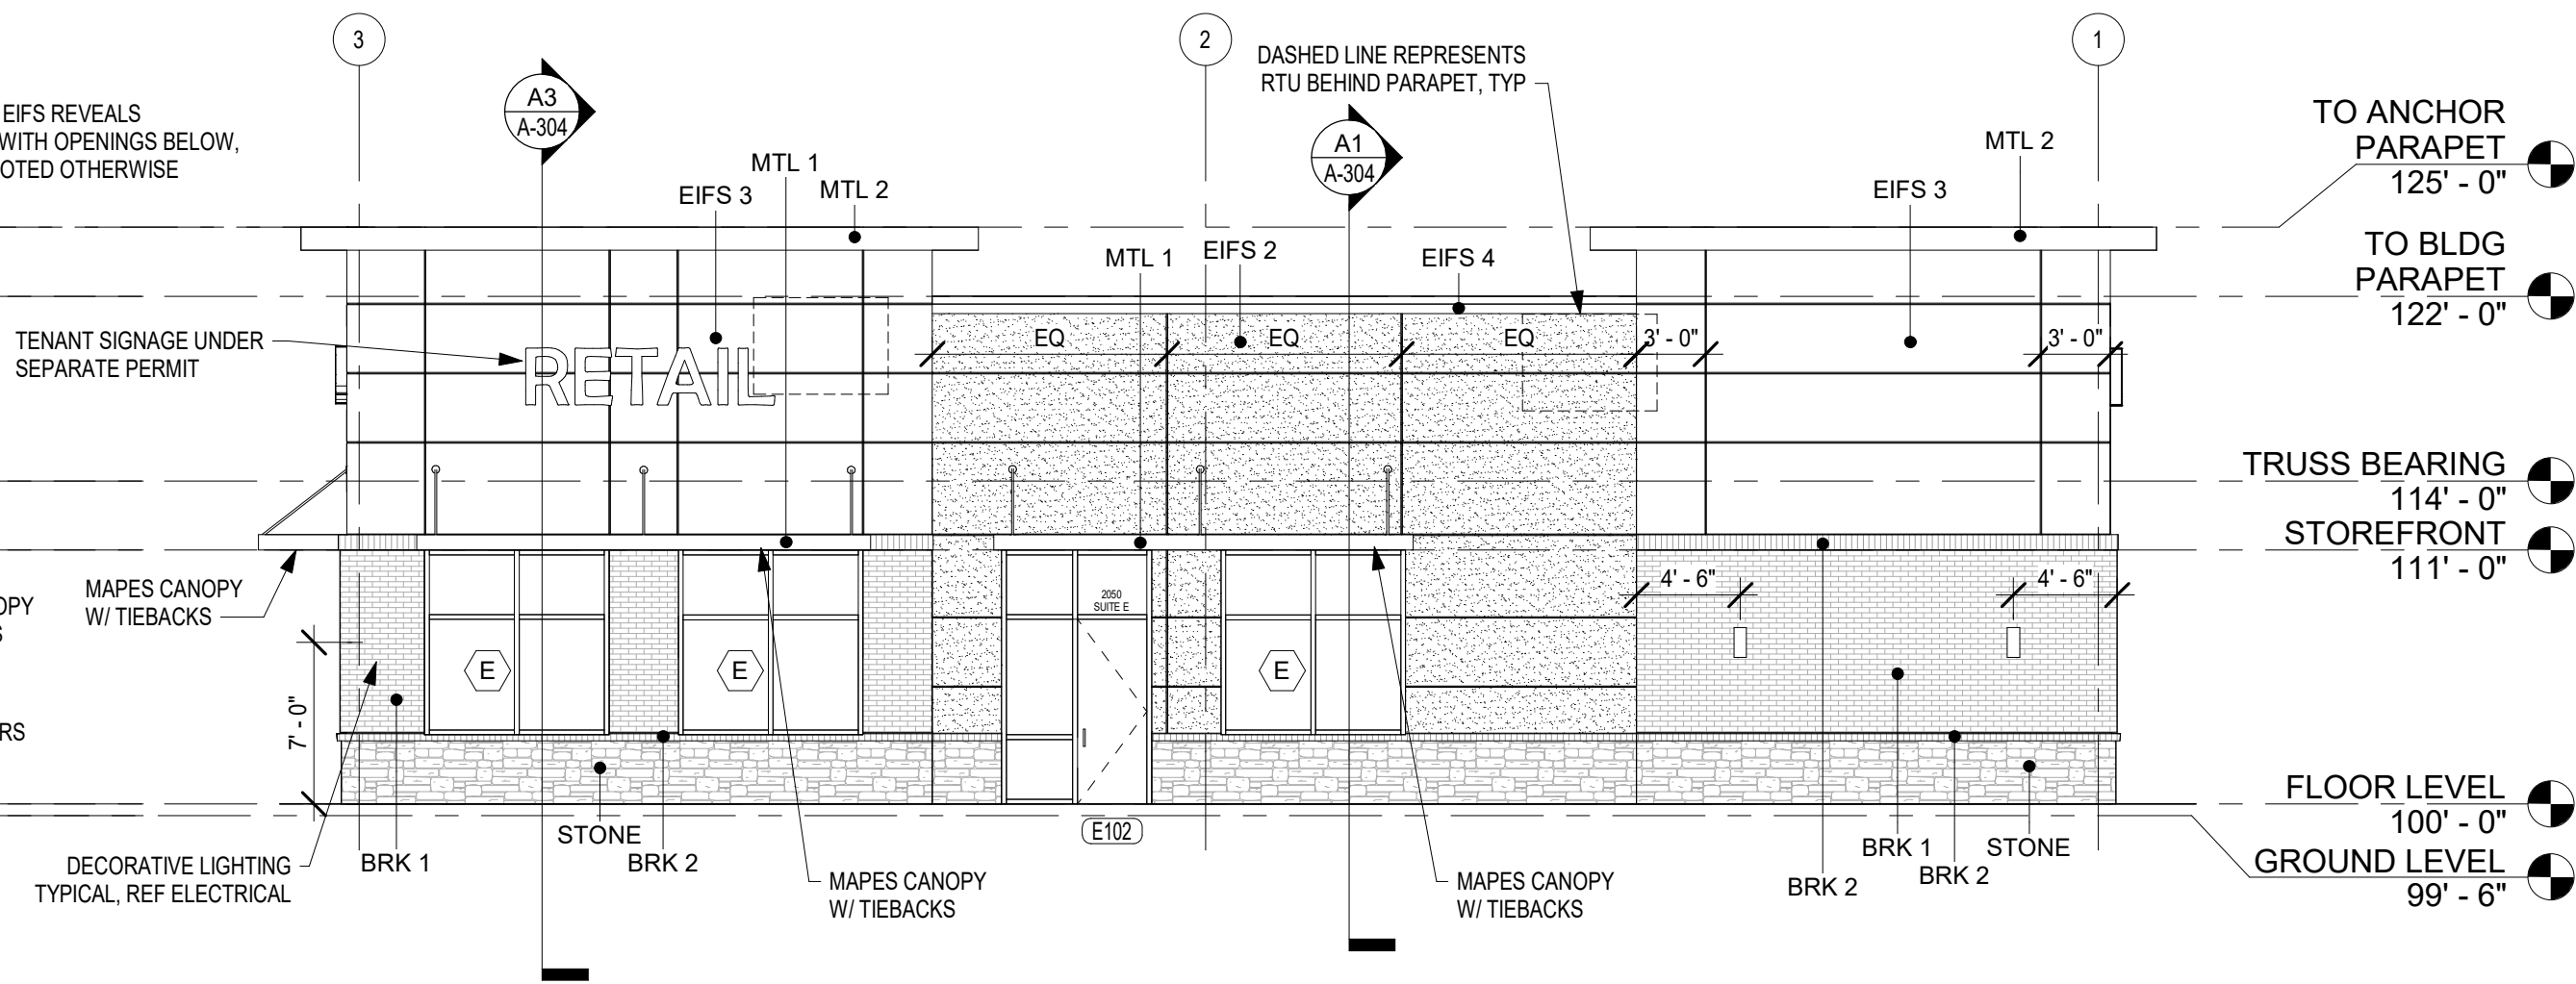 3
2
1
DASHED LINE REPRESENTS
RTU BEHIND PARAPET, TYP
A3
A-304
A1
A-304
EIFS REVEALS
WITH OPENINGS BELOW,
OTED OTHERWISE
MTL 1
EIFS 3
MTL 2
MTL 1
EIFS 2
EIFS 4
EIFS 3
MTL 2
TO ANCHOR
PARAPET
125' - 0"
TO BLDG
PARAPET
122' - 0"
TENANT SIGNAGE UNDER
SEPARATE PERMIT
RETAIL
EQ
EQ
EQ
3' - 0"
3' - 0"
TRUSS BEARING
114' - 0"
STOREFRONT
111' - 0"
MAPES CANOPY
W/ TIEBACKS
OPY
S
2050
SUITE E
4' - 6"
4' - 6"
E
E
E
7' - 0"
RS
FLOOR LEVEL
100' - 0"
GROUND LEVEL
99' - 6"
STONE
BRK 1
BRK 2
E102
DECORATIVE LIGHTING
TYPICAL, REF ELECTRICAL
MAPES CANOPY
W/ TIEBACKS
MAPES CANOPY
W/ TIEBACKS
BRK 2
BRK 1
BRK 2
STONE